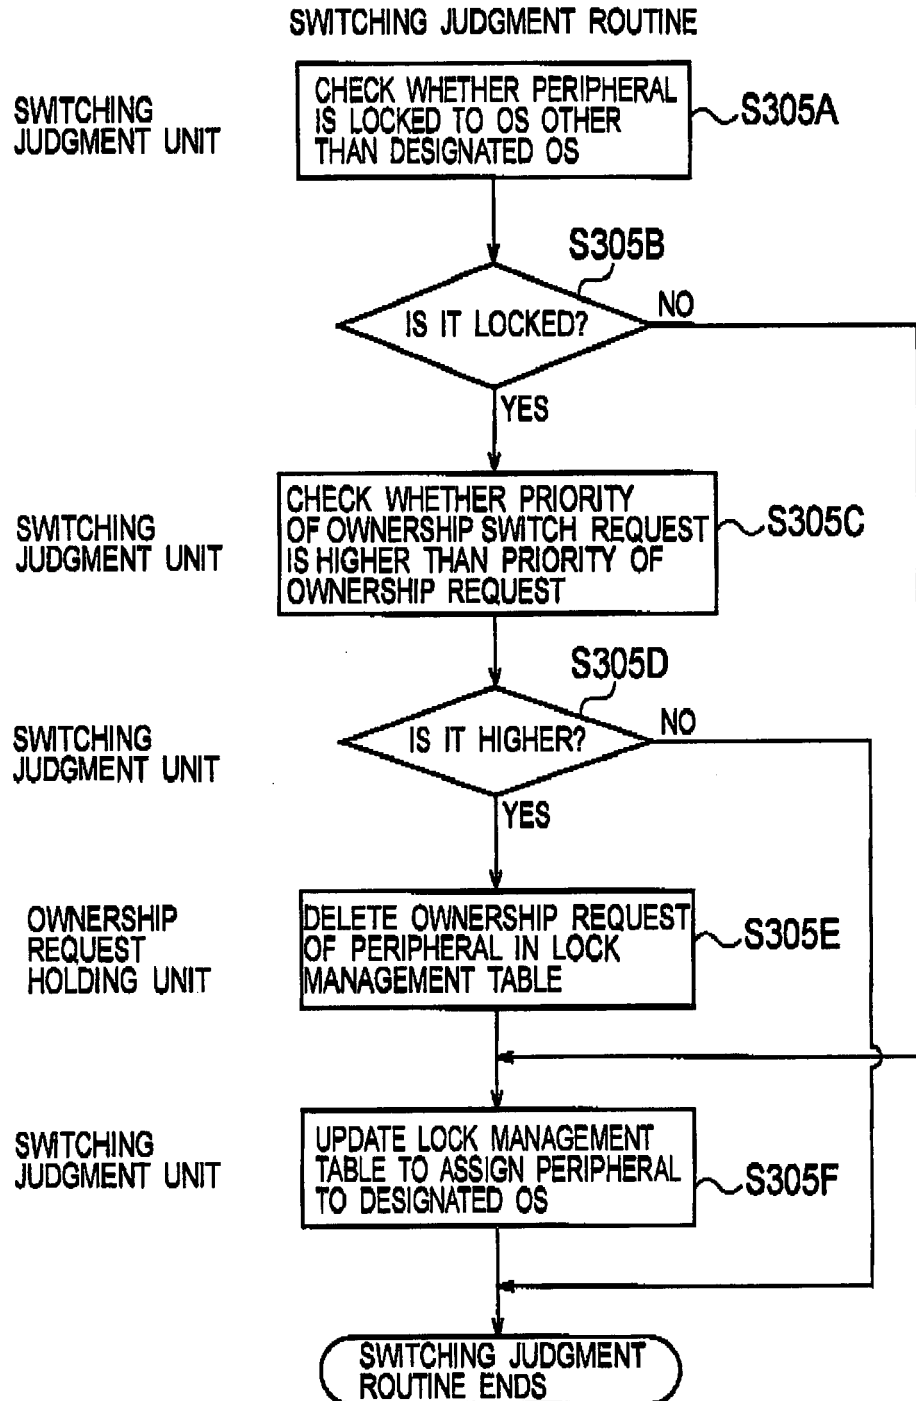 SWITCHING JUDGMENT ROUTINE
SWITCHING
JUDGMENT UNIT
CHECK WHETHER PERIPHERAL
IS LOCKED TO OS OTHER
THAN DESIGNATED OS
S305A
S305B
IS IT LOCKED?
NO
YES
SWITCHING
JUDGMENT UNIT
CHECK WHETHER PRIORITY
OF OWNERSHIP SWITCH REQUEST
IS HIGHER THAN PRIORITY OF
OWNERSHIP REQUEST
S305C
S305D
SWITCHING
JUDGMENT UNIT
IS IT HIGHER?
NO
YES
OWNERSHIP
REQUEST
HOLDING UNIT
DELETE OWNERSHIP REQUEST
OF PERIPHERAL IN LOCK
MANAGEMENT TABLE
S305E
SWITCHING
JUDGMENT UNIT
UPDATE LOCK MANAGEMENT
TABLE TO ASSIGN PERIPHERAL
TO DESIGNATED OS
S305F
SWITCHING JUDGMENT
ROUTINE ENDS